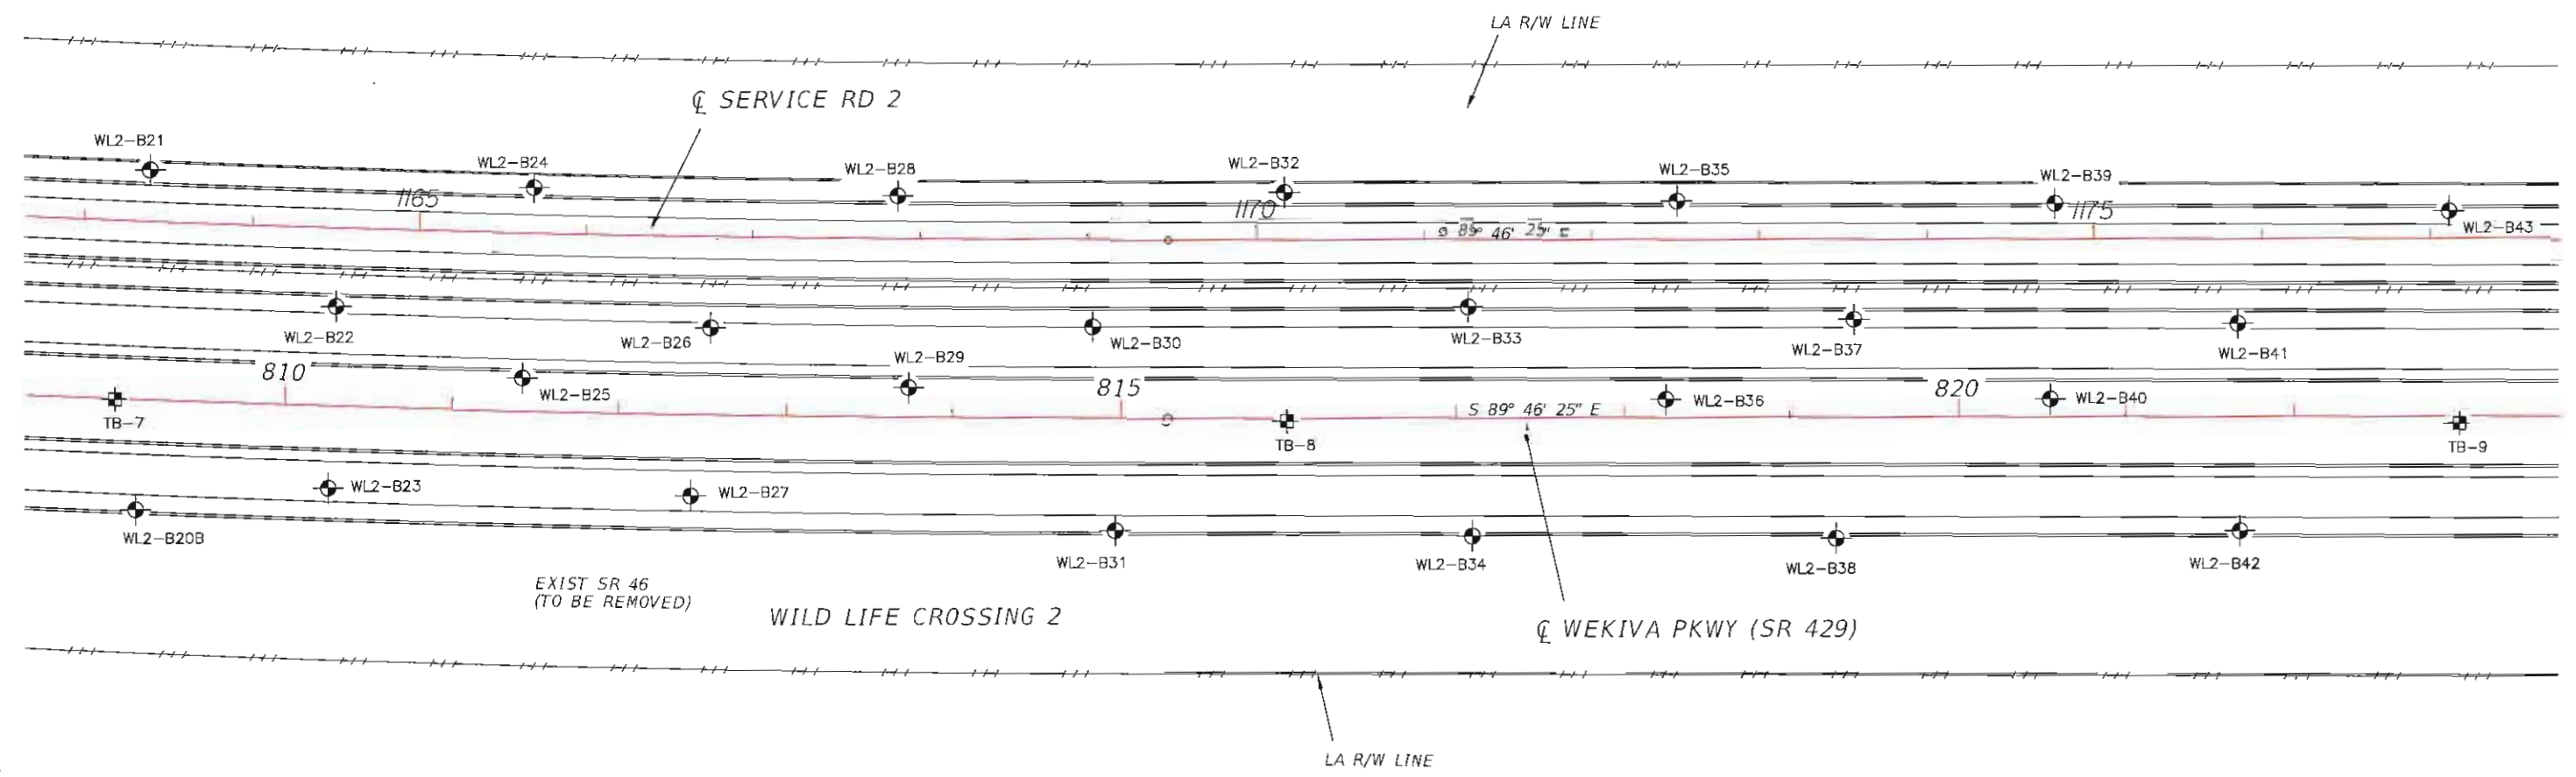 LA R/W LINE
℄ SERVICE RD 2
WL2-B21
WL2-B24
WL2-B28
WL2-B32
WL2-B35
WL2-B39
1165
1170
1175
WL2-B43
S 89° 46' 25" E
WL2-B22
WL2-B26
WL2-B30
WL2-B33
WL2-B37
WL2-B41
810
WL2-B29
815
820
WL2-B25
WL2-B36
WL2-B40
S 89° 46' 25" E
TB-7
TB-8
TB-9
WL2-B23
WL2-B27
WL2-B20B
WL2-B31
WL2-B34
WL2-B38
WL2-B42
EXIST SR 46
(TO BE REMOVED)
WILD LIFE CROSSING 2
℄ WEKIVA PKWY (SR 429)
LA R/W LINE